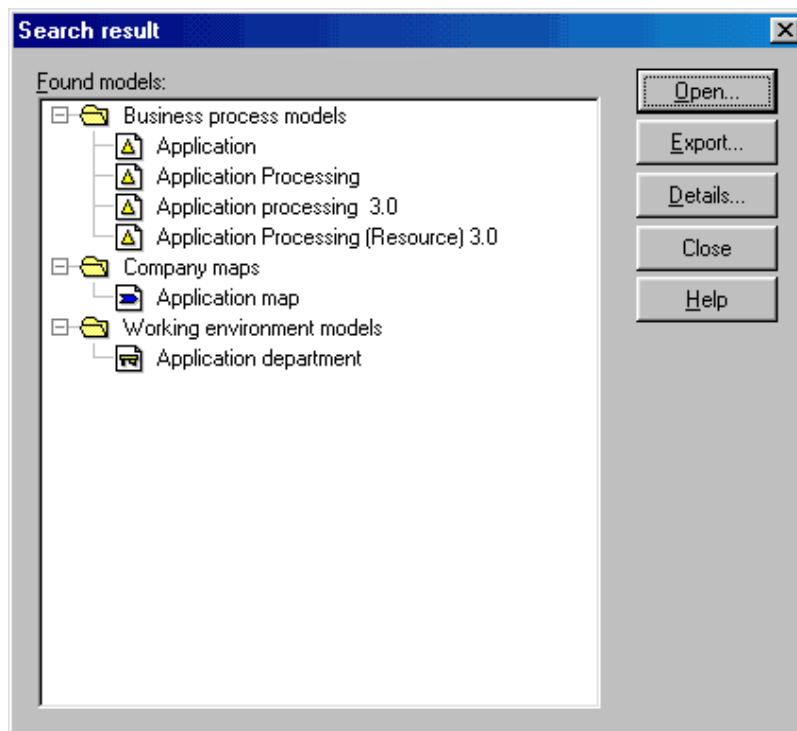 Search result
Found models:
Business process models
Application
Application Processing
Application processing  3.0
Application Processing (Resource) 3.0
Company maps
Application map
Working environment models
Application department
Open...
Export...
Details...
Close
Help